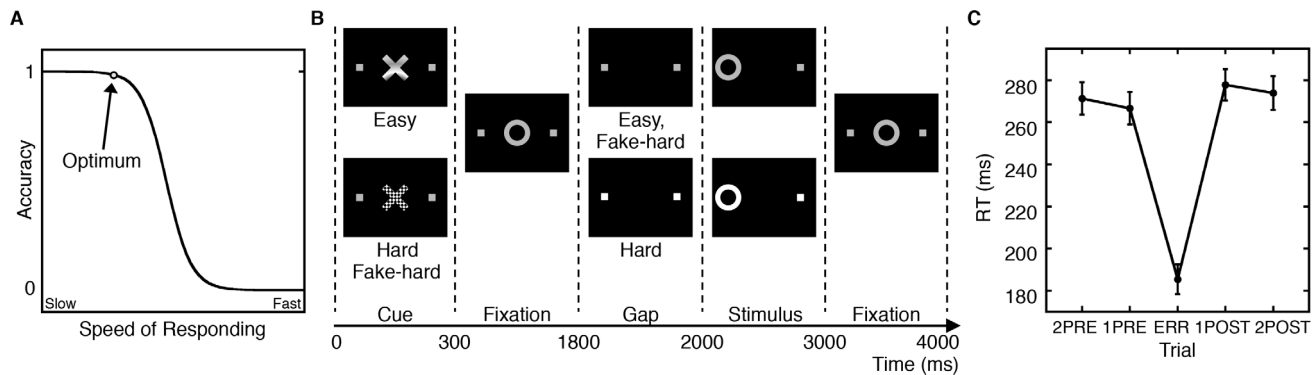 A
1
Optimum
Accuracy
0
Slow
Fast
Speed of Responding
B
Easy
Hard
Fake-hard
Easy,
Fake-hard
Hard
Cue
Fixation
Gap
Stimulus
Fixation
0
300
1800
2000
3000
4000
Time (ms)
C
280
260
240
220
200
180
RT (ms)
2PRE
1PRE
ERR
1POST
2POST
Trial